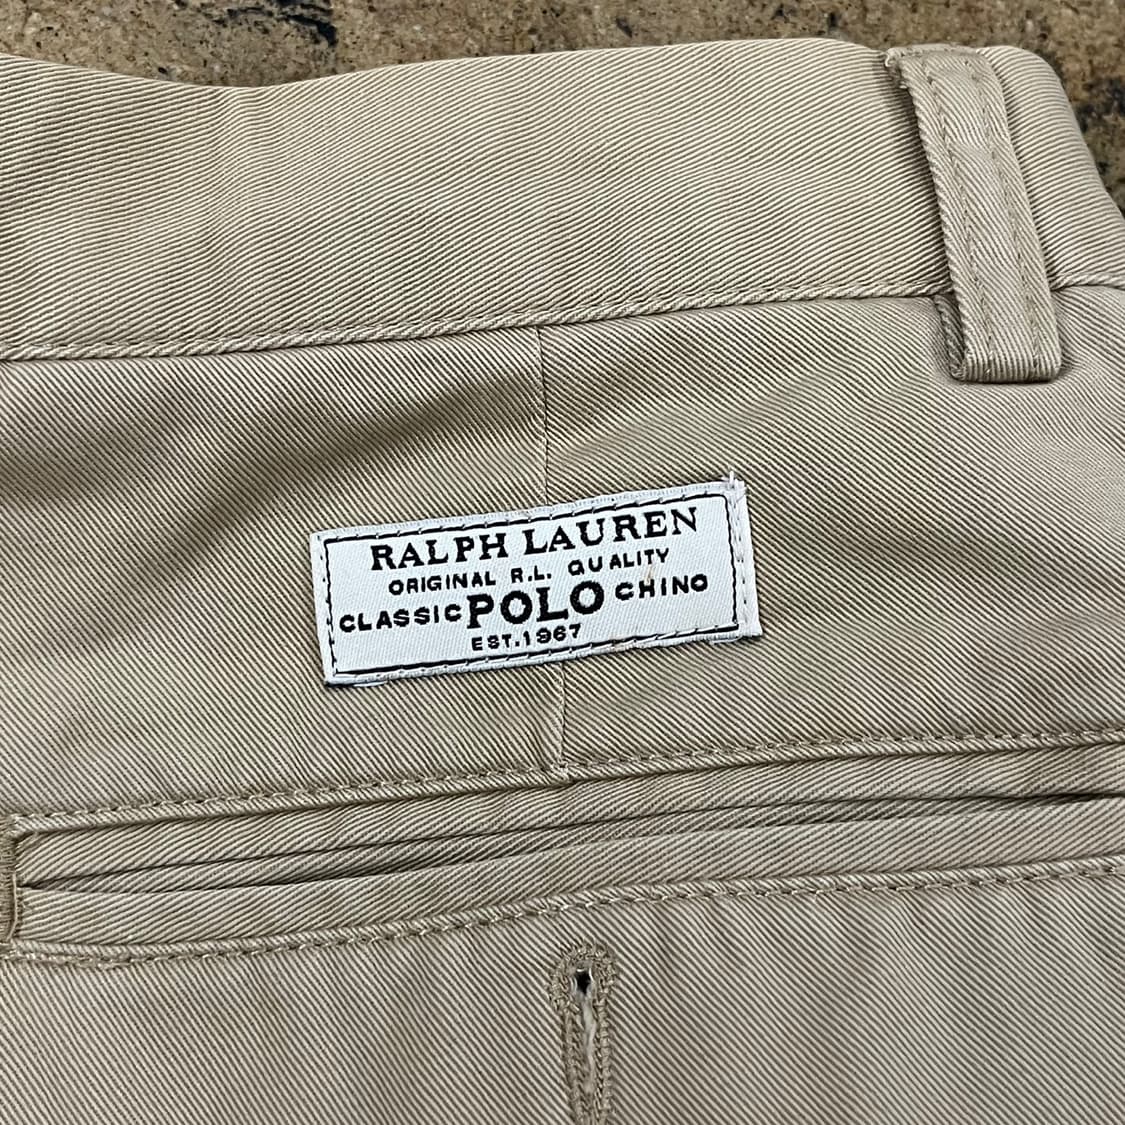 RALPH LAUREN
ORIGINAL R.L. QUALITY
CLASSIC POLO CHINO
EST.1967